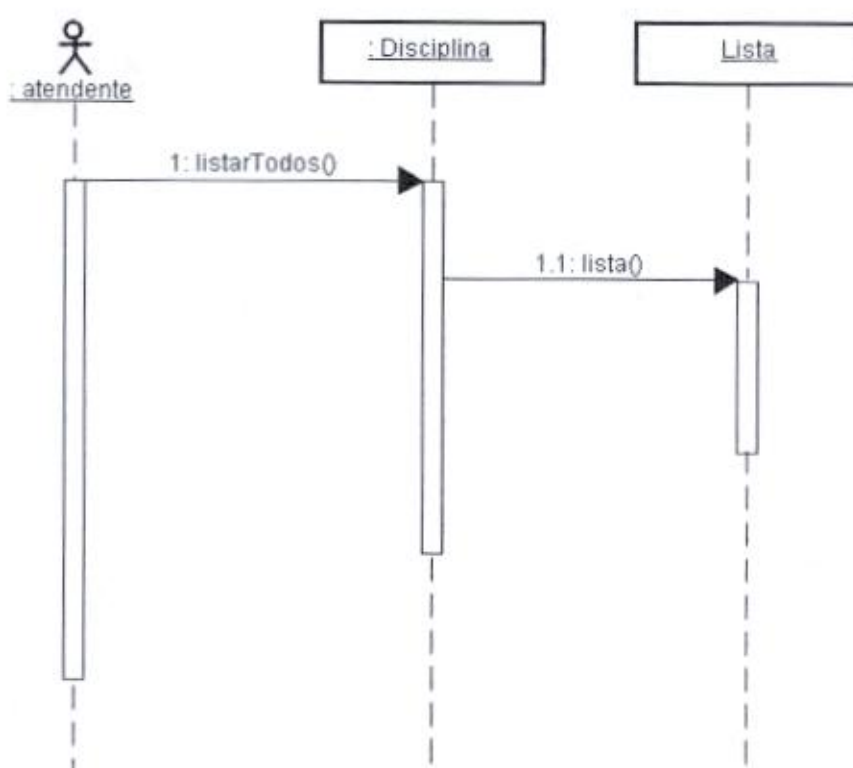 : Disciplina
Lista
: atendente
1: listarTodos()
1.1: lista()